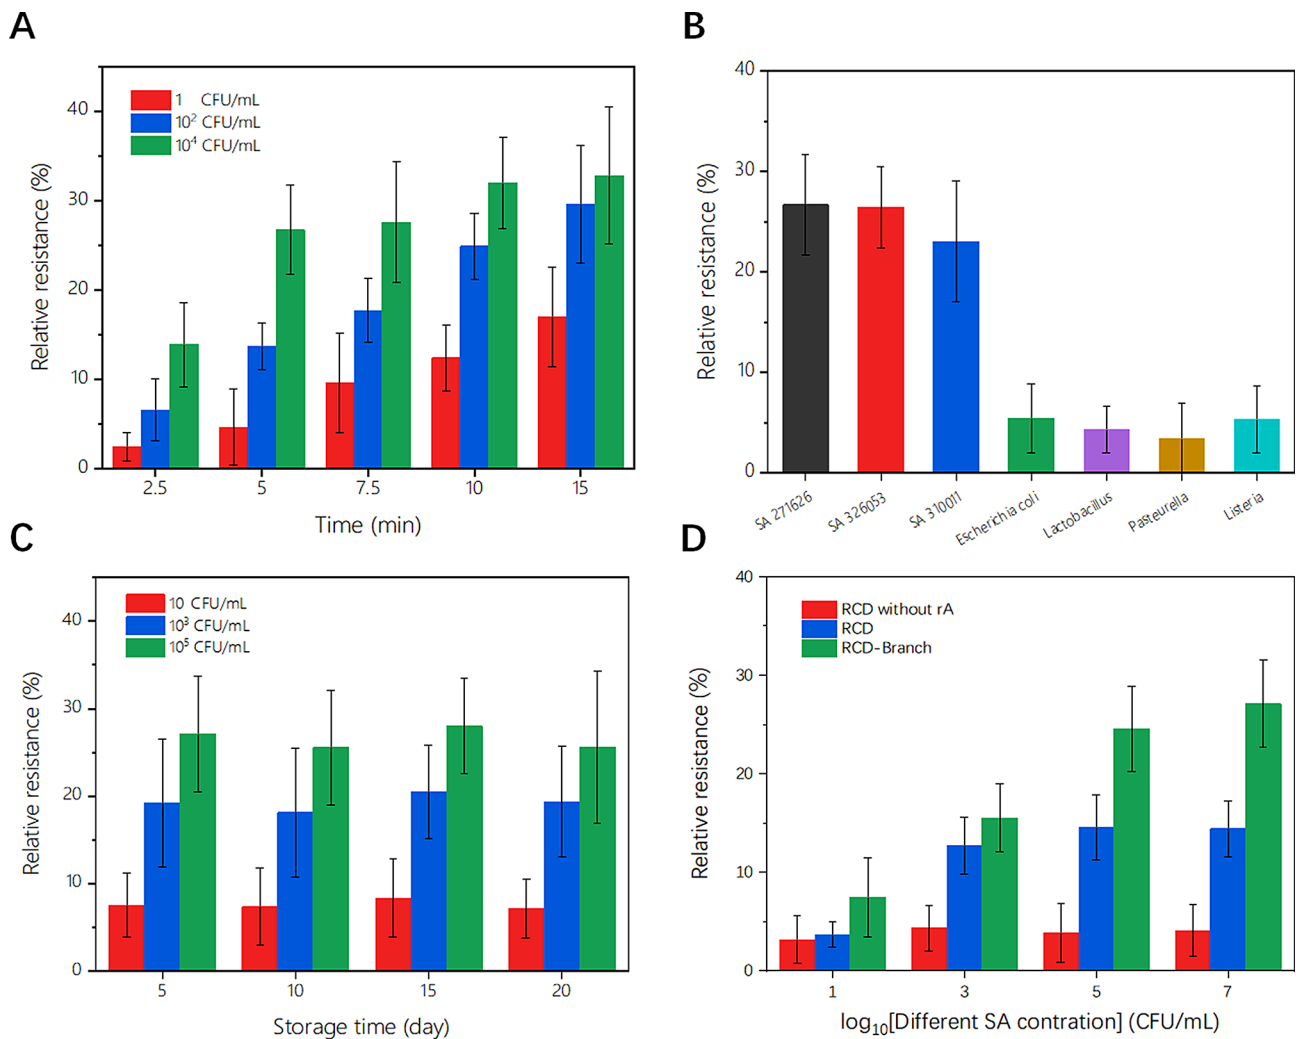 A
Relative resistance (%)
40
30
20
10
0
1 CFU/mL
10² CFU/mL
10⁴ CFU/mL
2.5 5 7.5 10 15
Time (min)
B
Relative resistance (%)
40
30
20
10
0
SA 271626 SA 326053 SA 310011 Escherichia coli Lactobacillus Pasteurella Listeria
C
Relative resistance (%)
40
30
20
10
0
10 CFU/mL
10³ CFU/mL
10⁵ CFU/mL
5 10 15 20
Storage time (day)
D
Relative resistance (%)
40
30
20
10
0
RCD without rA
RCD
RCD-Branch
1 3 5 7
log₁₀[Different SA contration] (CFU/mL)